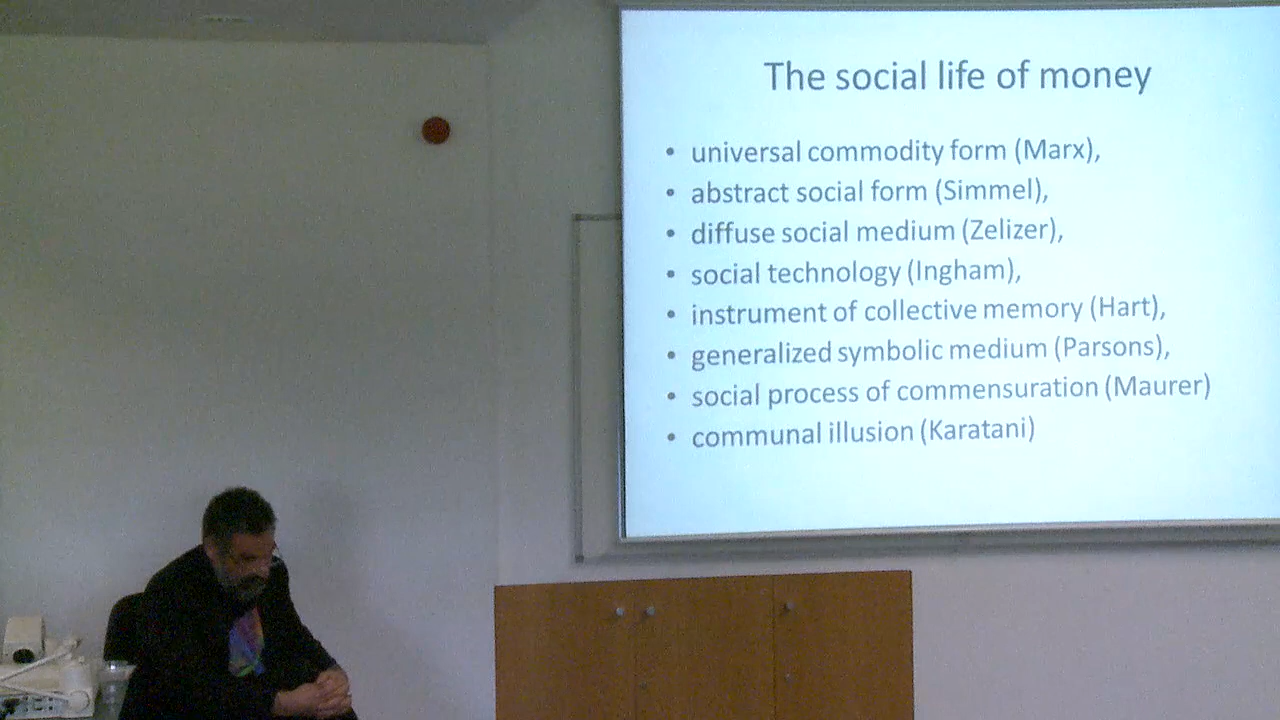 The social life of money
• universal commodity form (Marx),
• abstract social form (Simmel),
• diffuse social medium (Zelizer),
• social technology (Ingham),
• instrument of collective memory (Hart),
• generalized symbolic medium (Parsons),
• social process of commensuration (Maurer)
• communal illusion (Karatani)